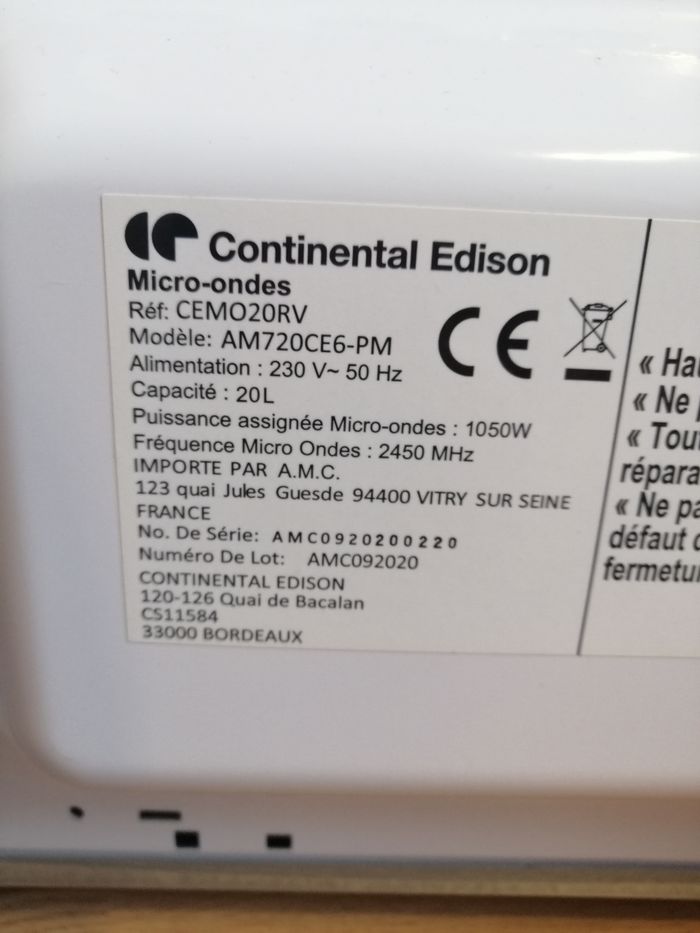 Continental Edison
Micro-ondes
Réf: CEMO20RV
Modèle: AM720CE6-PM
Alimentation : 230 V~ 50 Hz
Capacité : 20L
Puissance assignée Micro-ondes : 1050W
Fréquence Micro Ondes : 2450 MHz
IMPORTE PAR A.M.C.
123 quai Jules Guesde 94400 VITRY SUR SEINE
FRANCE
No. De Série: AMC0920200220
Numéro De Lot: AMC092020
CONTINENTAL EDISON
120-126 Quai de Bacalan
CS11584
33000 BORDEAUX
CE
« Ha
« Ne
« Tou
répara
« Ne pa
défaut
fermetu